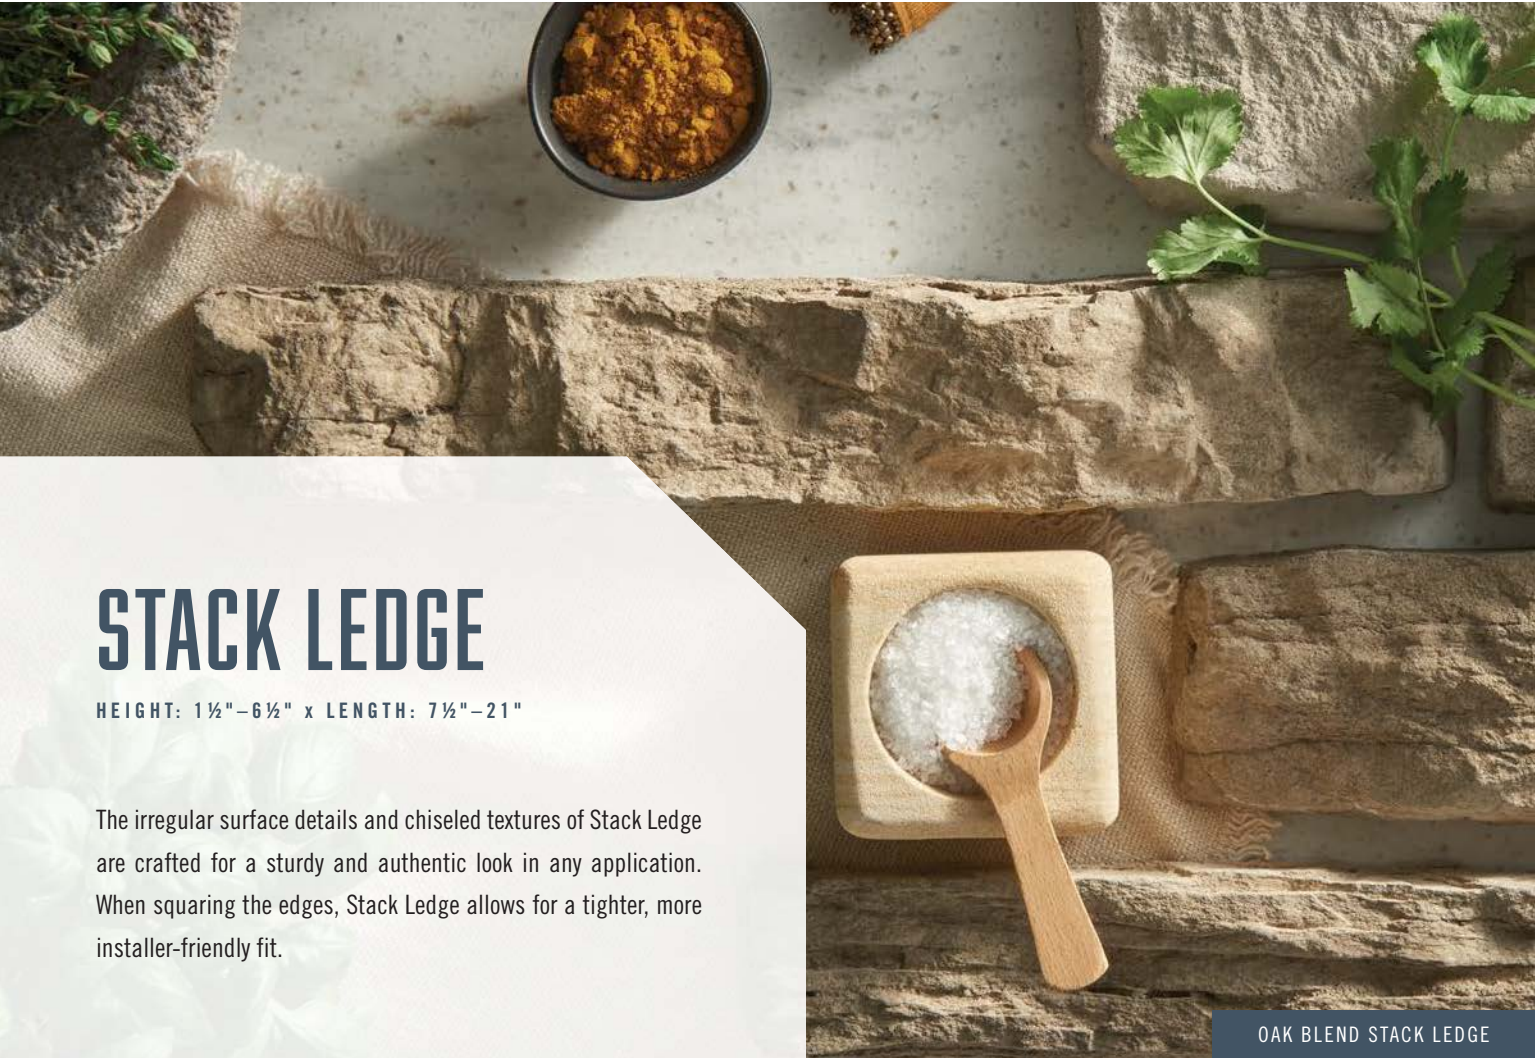 STACK LEDGE
HEIGHT: 1½"–6½" x LENGTH: 7½"–21"
The irregular surface details and chiseled textures of Stack Ledge
are crafted for a sturdy and authentic look in any application.
When squaring the edges, Stack Ledge allows for a tighter, more
installer-friendly fit.
OAK BLEND STACK LEDGE